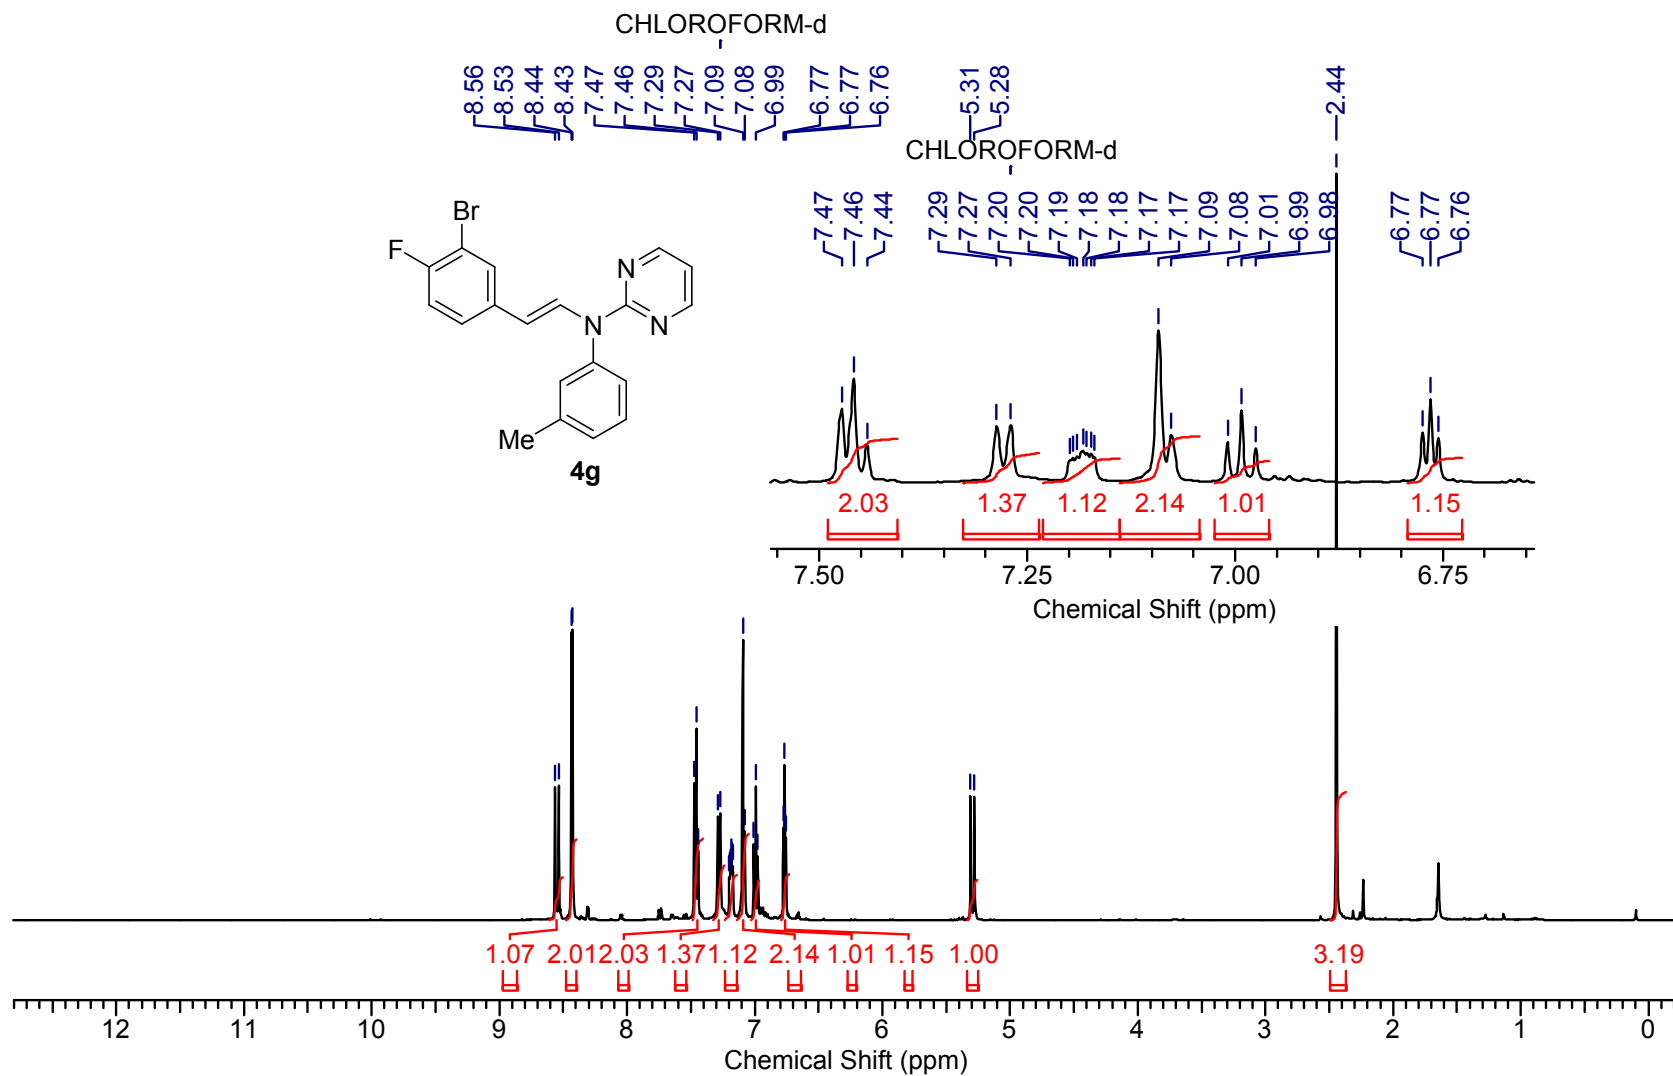 CHLOROFORM-d
8.56 8.53 8.44 8.43 7.47 7.46 7.29 7.27 7.09 7.08 6.99 6.77 6.77 6.76 5.31 5.28 2.44
CHLOROFORM-d
7.47 7.46 7.44 7.29 7.27 7.20 7.20 7.19 7.18 7.18 7.17 7.17 7.09 7.08 7.01 6.99 6.98 6.77 6.77 6.76
Br
F
N
N
N
Me
4g
2.03 1.37 1.12 2.14 1.01 1.15
7.50 7.25 7.00 6.75
Chemical Shift (ppm)
1.07 2.01 2.03 1.37 1.12 2.14 1.01 1.15 1.00 3.19
12 11 10 9 8 7 6 5 4 3 2 1 0
Chemical Shift (ppm)